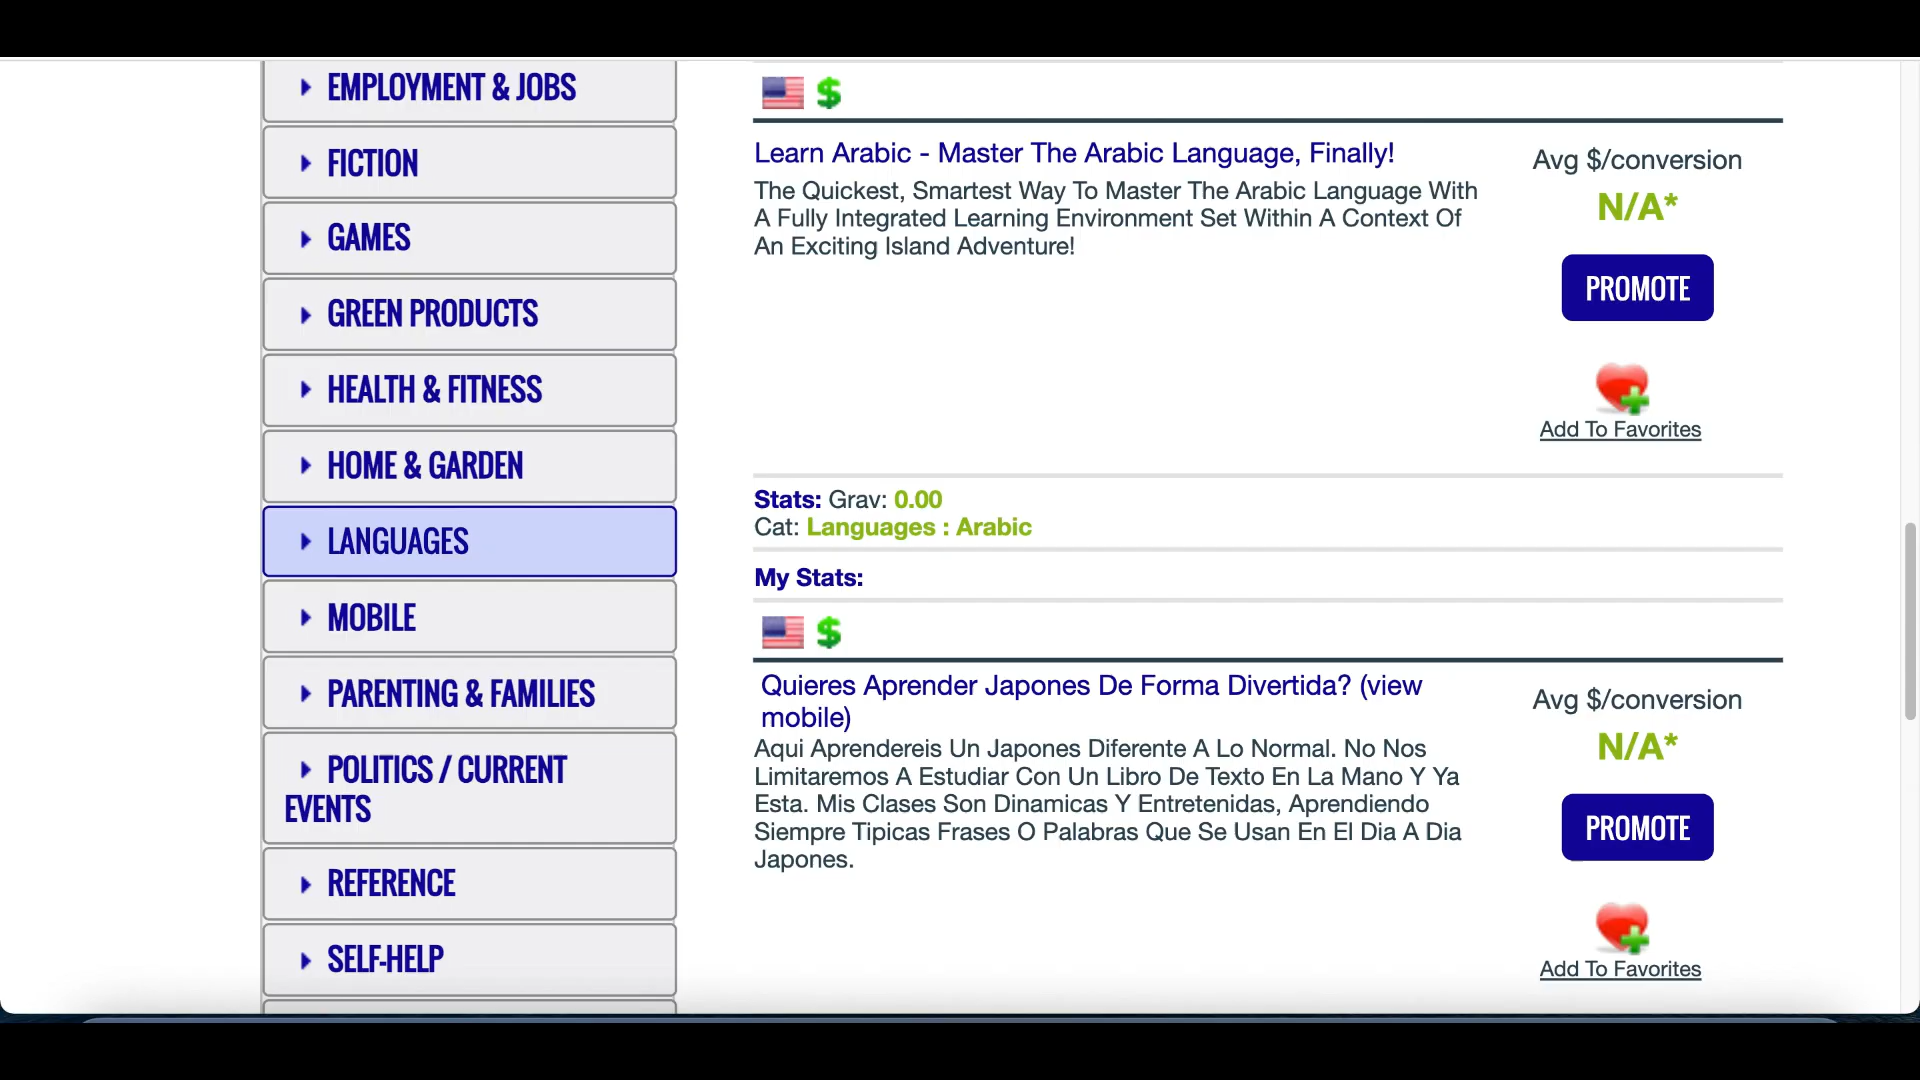 EMPLOYMENT & JOBS
FICTION
GAMES
GREEN PRODUCTS
HEALTH & FITNESS
HOME & GARDEN
LANGUAGES
MOBILE
PARENTING & FAMILIES
POLITICS / CURRENT
EVENTS
REFERENCE
SELF-HELP
Learn Arabic - Master The Arabic Language, Finally!
The Quickest, Smartest Way To Master The Arabic Language With
A Fully Integrated Learning Environment Set Within A Context Of
An Exciting Island Adventure!
Avg $/conversion
N/A*
PROMOTE
Add To Favorites
Stats: Grav: 0.00
Cat: Languages : Arabic
My Stats:
Quieres Aprender Japones De Forma Divertida? (view
mobile)
Aqui Aprendereis Un Japones Diferente A Lo Normal. No Nos
Limitaremos A Estudiar Con Un Libro De Texto En La Mano Y Ya
Esta. Mis Clases Son Dinamicas Y Entretenidas, Aprendiendo
Siempre Tipicas Frases O Palabras Que Se Usan En El Dia A Dia
Japones.
Avg $/conversion
N/A*
PROMOTE
Add To Favorites